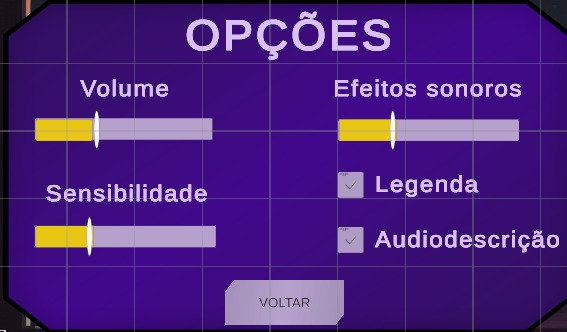 OPÇÕES
Volume
Efeitos sonoros
Sensibilidade
Legenda
Audiodescrição
VOLTAR